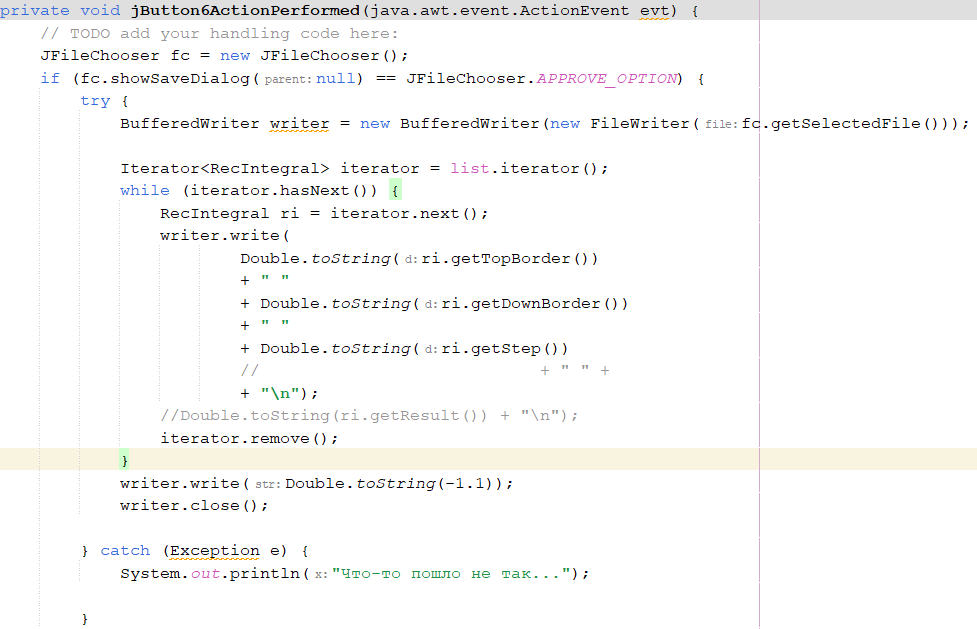 private void jButton6ActionPerformed(java.awt.event.ActionEvent evt) {
// TODO add your handling code here:
JFileChooser fc = new JFileChooser();
if (fc.showSaveDialog( parent: null) == JFileChooser.APPROVE_OPTION) {
try {
BufferedWriter writer = new BufferedWriter(new FileWriter( file: fc.getSelectedFile()));
Iterator<RecIntegral> iterator = list.iterator();
while (iterator.hasNext()) {
RecIntegral ri = iterator.next();
writer.write(
Double.toString( d: ri.getTopBorder())
+ " "
+ Double.toString( d: ri.getDownBorder())
+ " "
+ Double.toString( d: ri.getStep())
// + " " +
+ "\n");
//Double.toString(ri.getResult()) + "\n");
iterator.remove();
}
writer.write( str: Double.toString(-1.1));
writer.close();
} catch (Exception e) {
System.out.println( x: "Что-то пошло не так...");
}